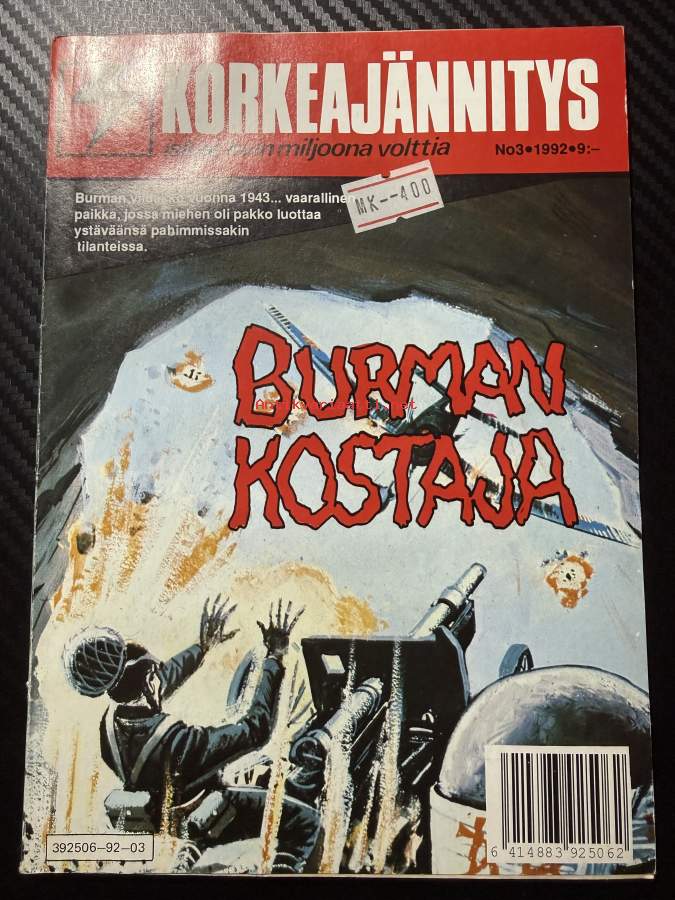 KORKEAJÄNNITYS
miljoona volttia
No3•1992•9:–
Burman vuonna 1943... vaarallinen
MK--400
paikka, jossa miehen oli pakko luottaa
ystäväänsä pahimmissakin
tilanteissa.
BURMAN
KOSTAJA
392506-92-03
6 414883 925062